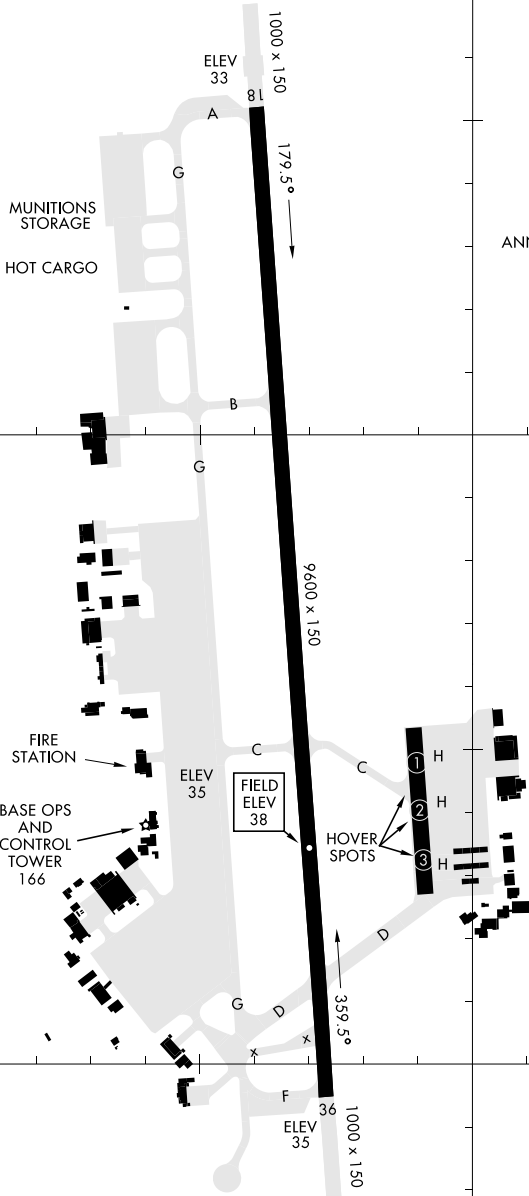 1000 x 150
ELEV
33
18
A
179.5°
G
MUNITIONS
STORAGE
ANN
HOT CARGO
B
G
9600 x 150
FIRE
STATION
C
C
1
H
ELEV
35
FIELD
ELEV
38
BASE OPS
AND
CONTROL
TOWER
166
2
H
HOVER
SPOTS
3
H
D
G
D
359.5°
x
x
F
36
ELEV
35
1000 x 150